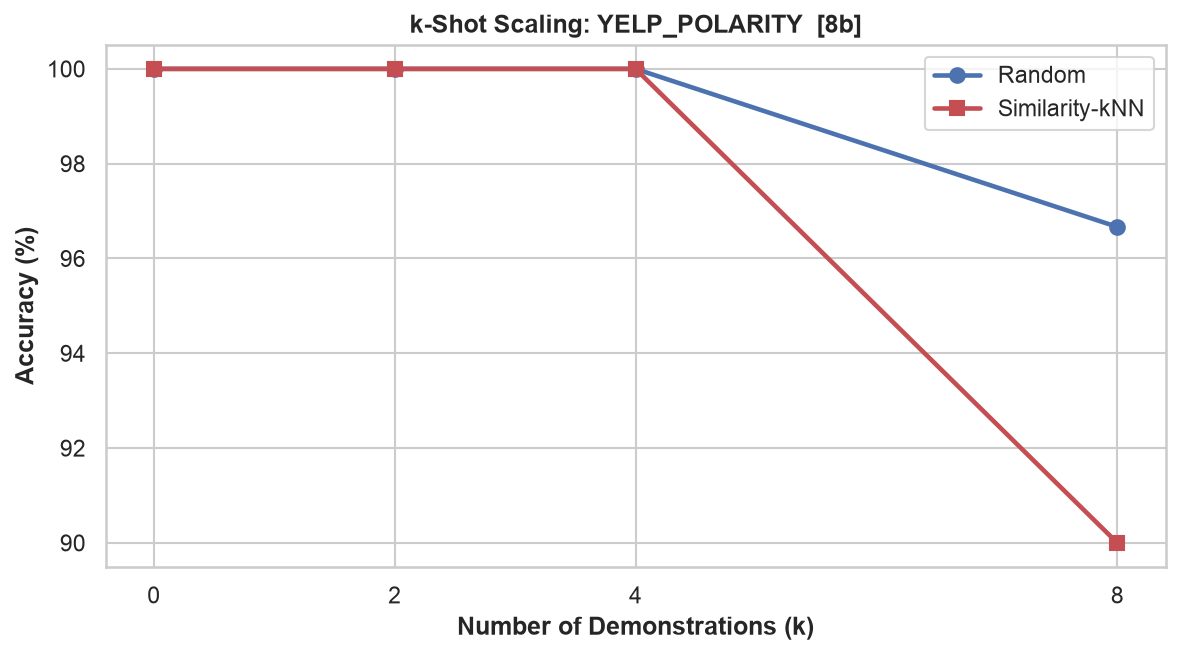 k-Shot Scaling: YELP_POLARITY [8b]
Random
Similarity-kNN
Accuracy (%)
100
98
96
94
92
90
0 2 4 8
Number of Demonstrations (k)